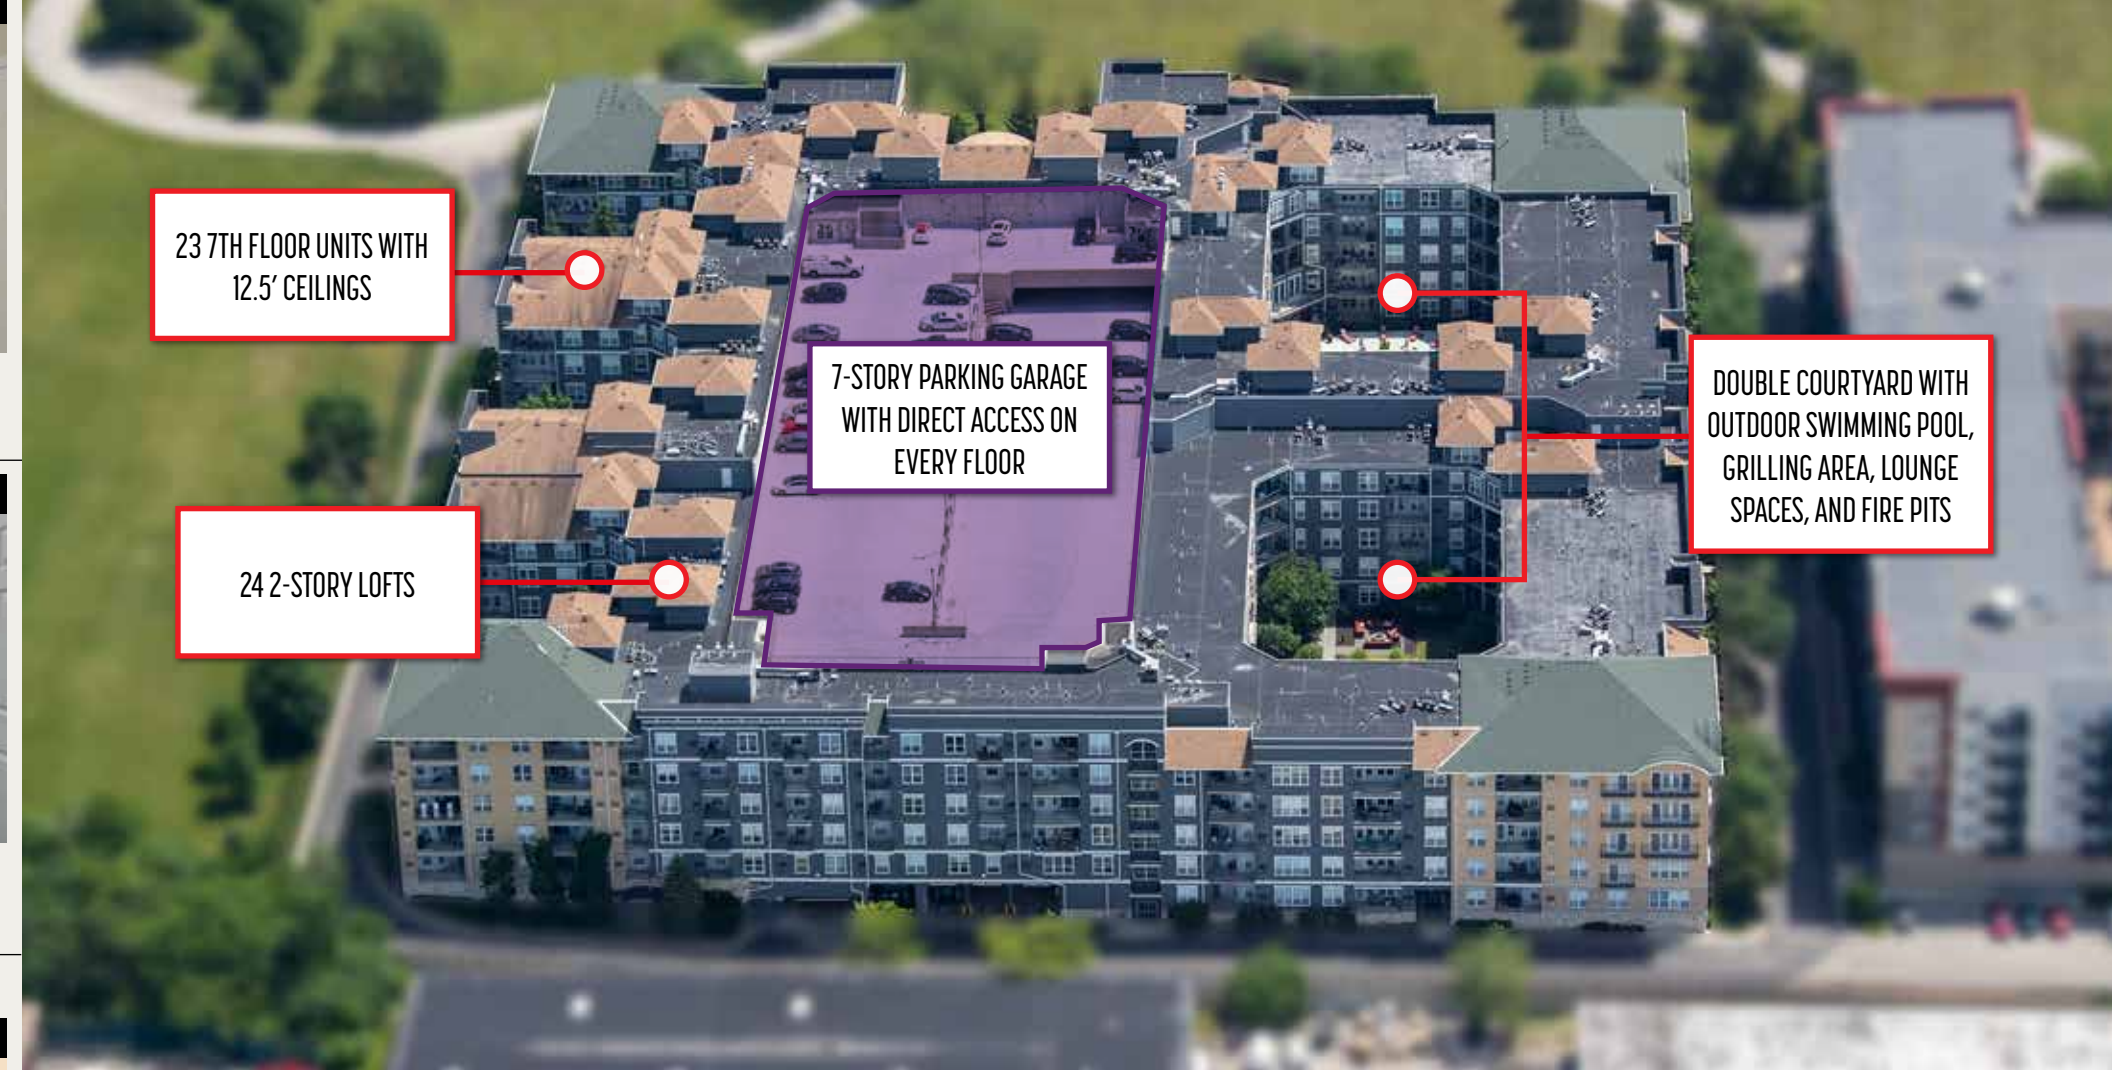 23 7TH FLOOR UNITS WITH
12.5' CEILINGS
7-STORY PARKING GARAGE
WITH DIRECT ACCESS ON
EVERY FLOOR
DOUBLE COURTYARD WITH
OUTDOOR SWIMMING POOL,
GRILLING AREA, LOUNGE
SPACES, AND FIRE PITS
24 2-STORY LOFTS